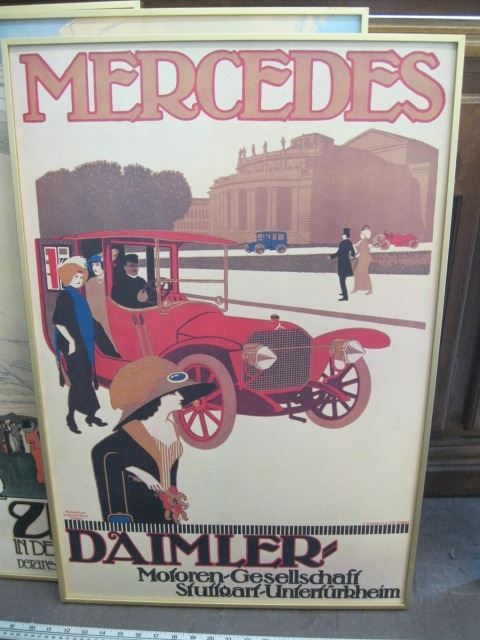 MERCEDES
DAIMLER-
Motoren-Gesellschaft
Stuttgart-Untertürkheim
IN DE